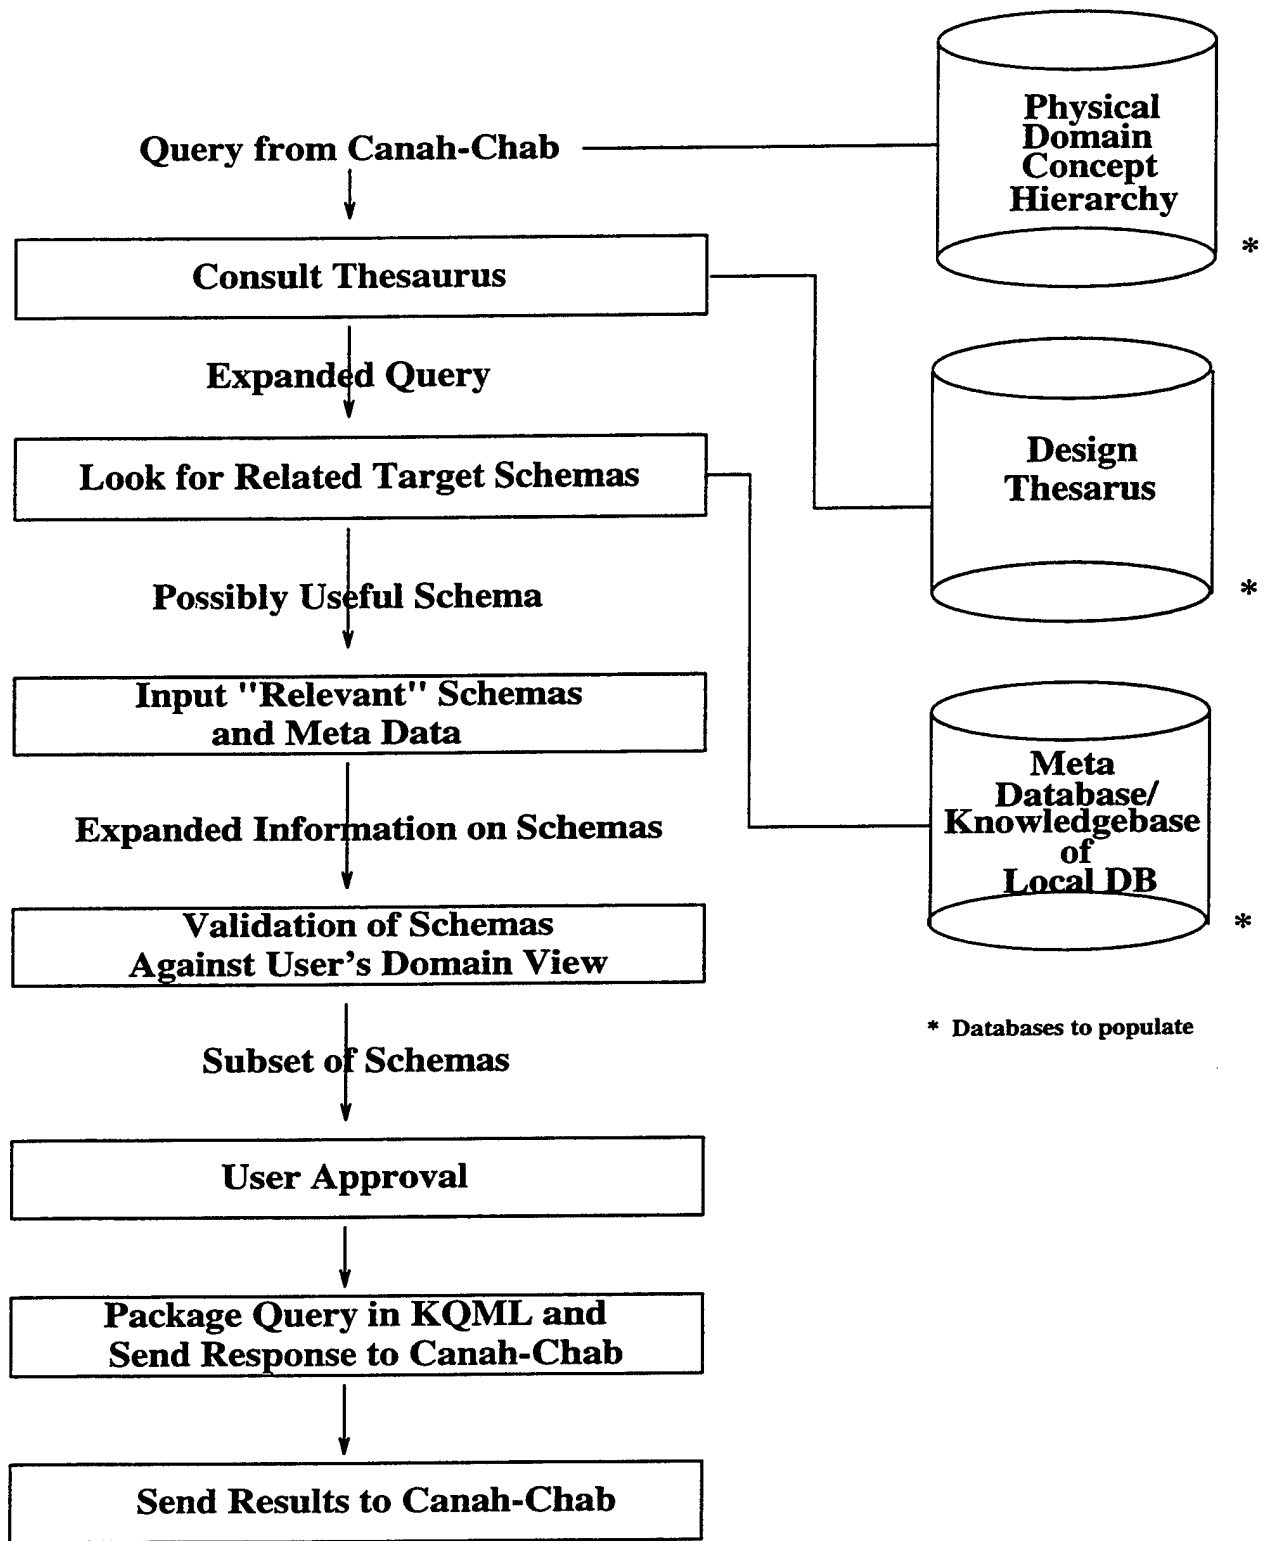 Query from Canah-Chab
Consult Thesaurus
Expanded Query
Look for Related Target Schemas
Possibly Useful Schema
Input "Relevant" Schemas
and Meta Data
Expanded Information on Schemas
Validation of Schemas
Against User's Domain View
Subset of Schemas
User Approval
Package Query in KQML and
Send Response to Canah-Chab
Send Results to Canah-Chab
Physical
Domain
Concept
Hierarchy
*
Design
Thesarus
*
Meta
Database/
Knowledgebase
of
Local DB
*
* Databases to populate